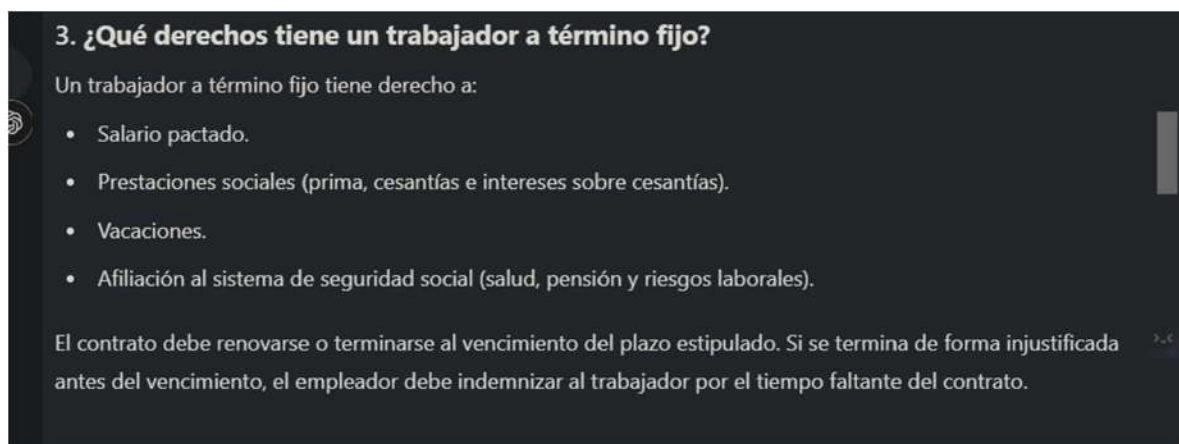 3. ¿Qué derechos tiene un trabajador a término fijo?
Un trabajador a término fijo tiene derecho a:
• Salario pactado.
• Prestaciones sociales (prima, cesantías e intereses sobre cesantías).
• Vacaciones.
• Afiliación al sistema de seguridad social (salud, pensión y riesgos laborales).
El contrato debe renovarse o terminarse al vencimiento del plazo estipulado. Si se termina de forma injustificada
antes del vencimiento, el empleador debe indemnizar al trabajador por el tiempo faltante del contrato.